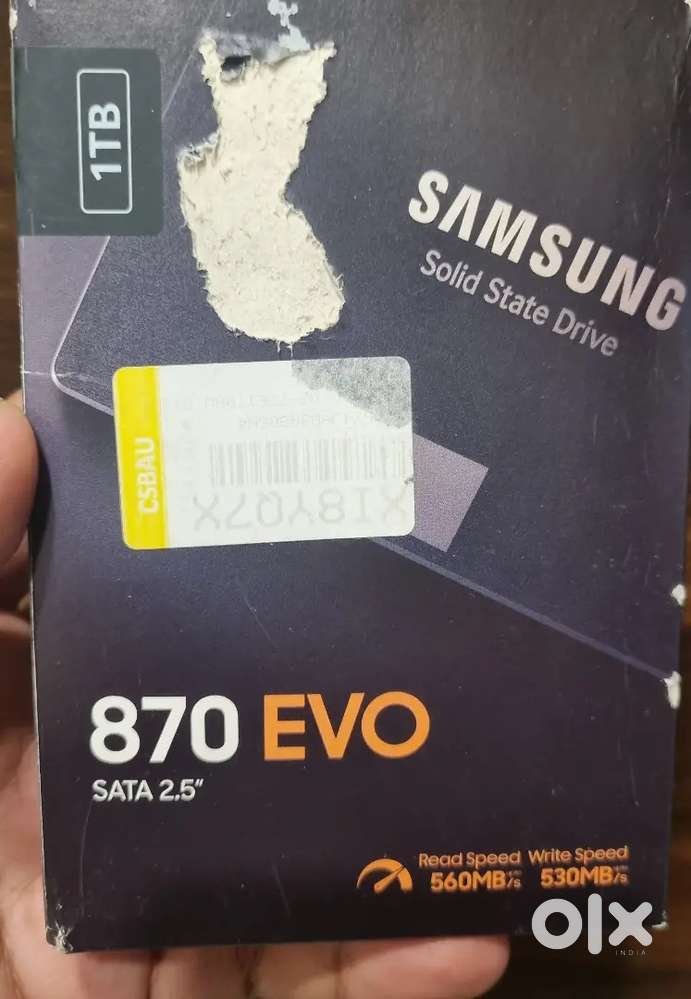 1TB
SAMSUNG
Solid State Drive
CSBAU
XI8YQ7X
870 EVO
SATA 2.5"
Read Speed Write Speed
560MB/s 530MB/s
olx
INDIA